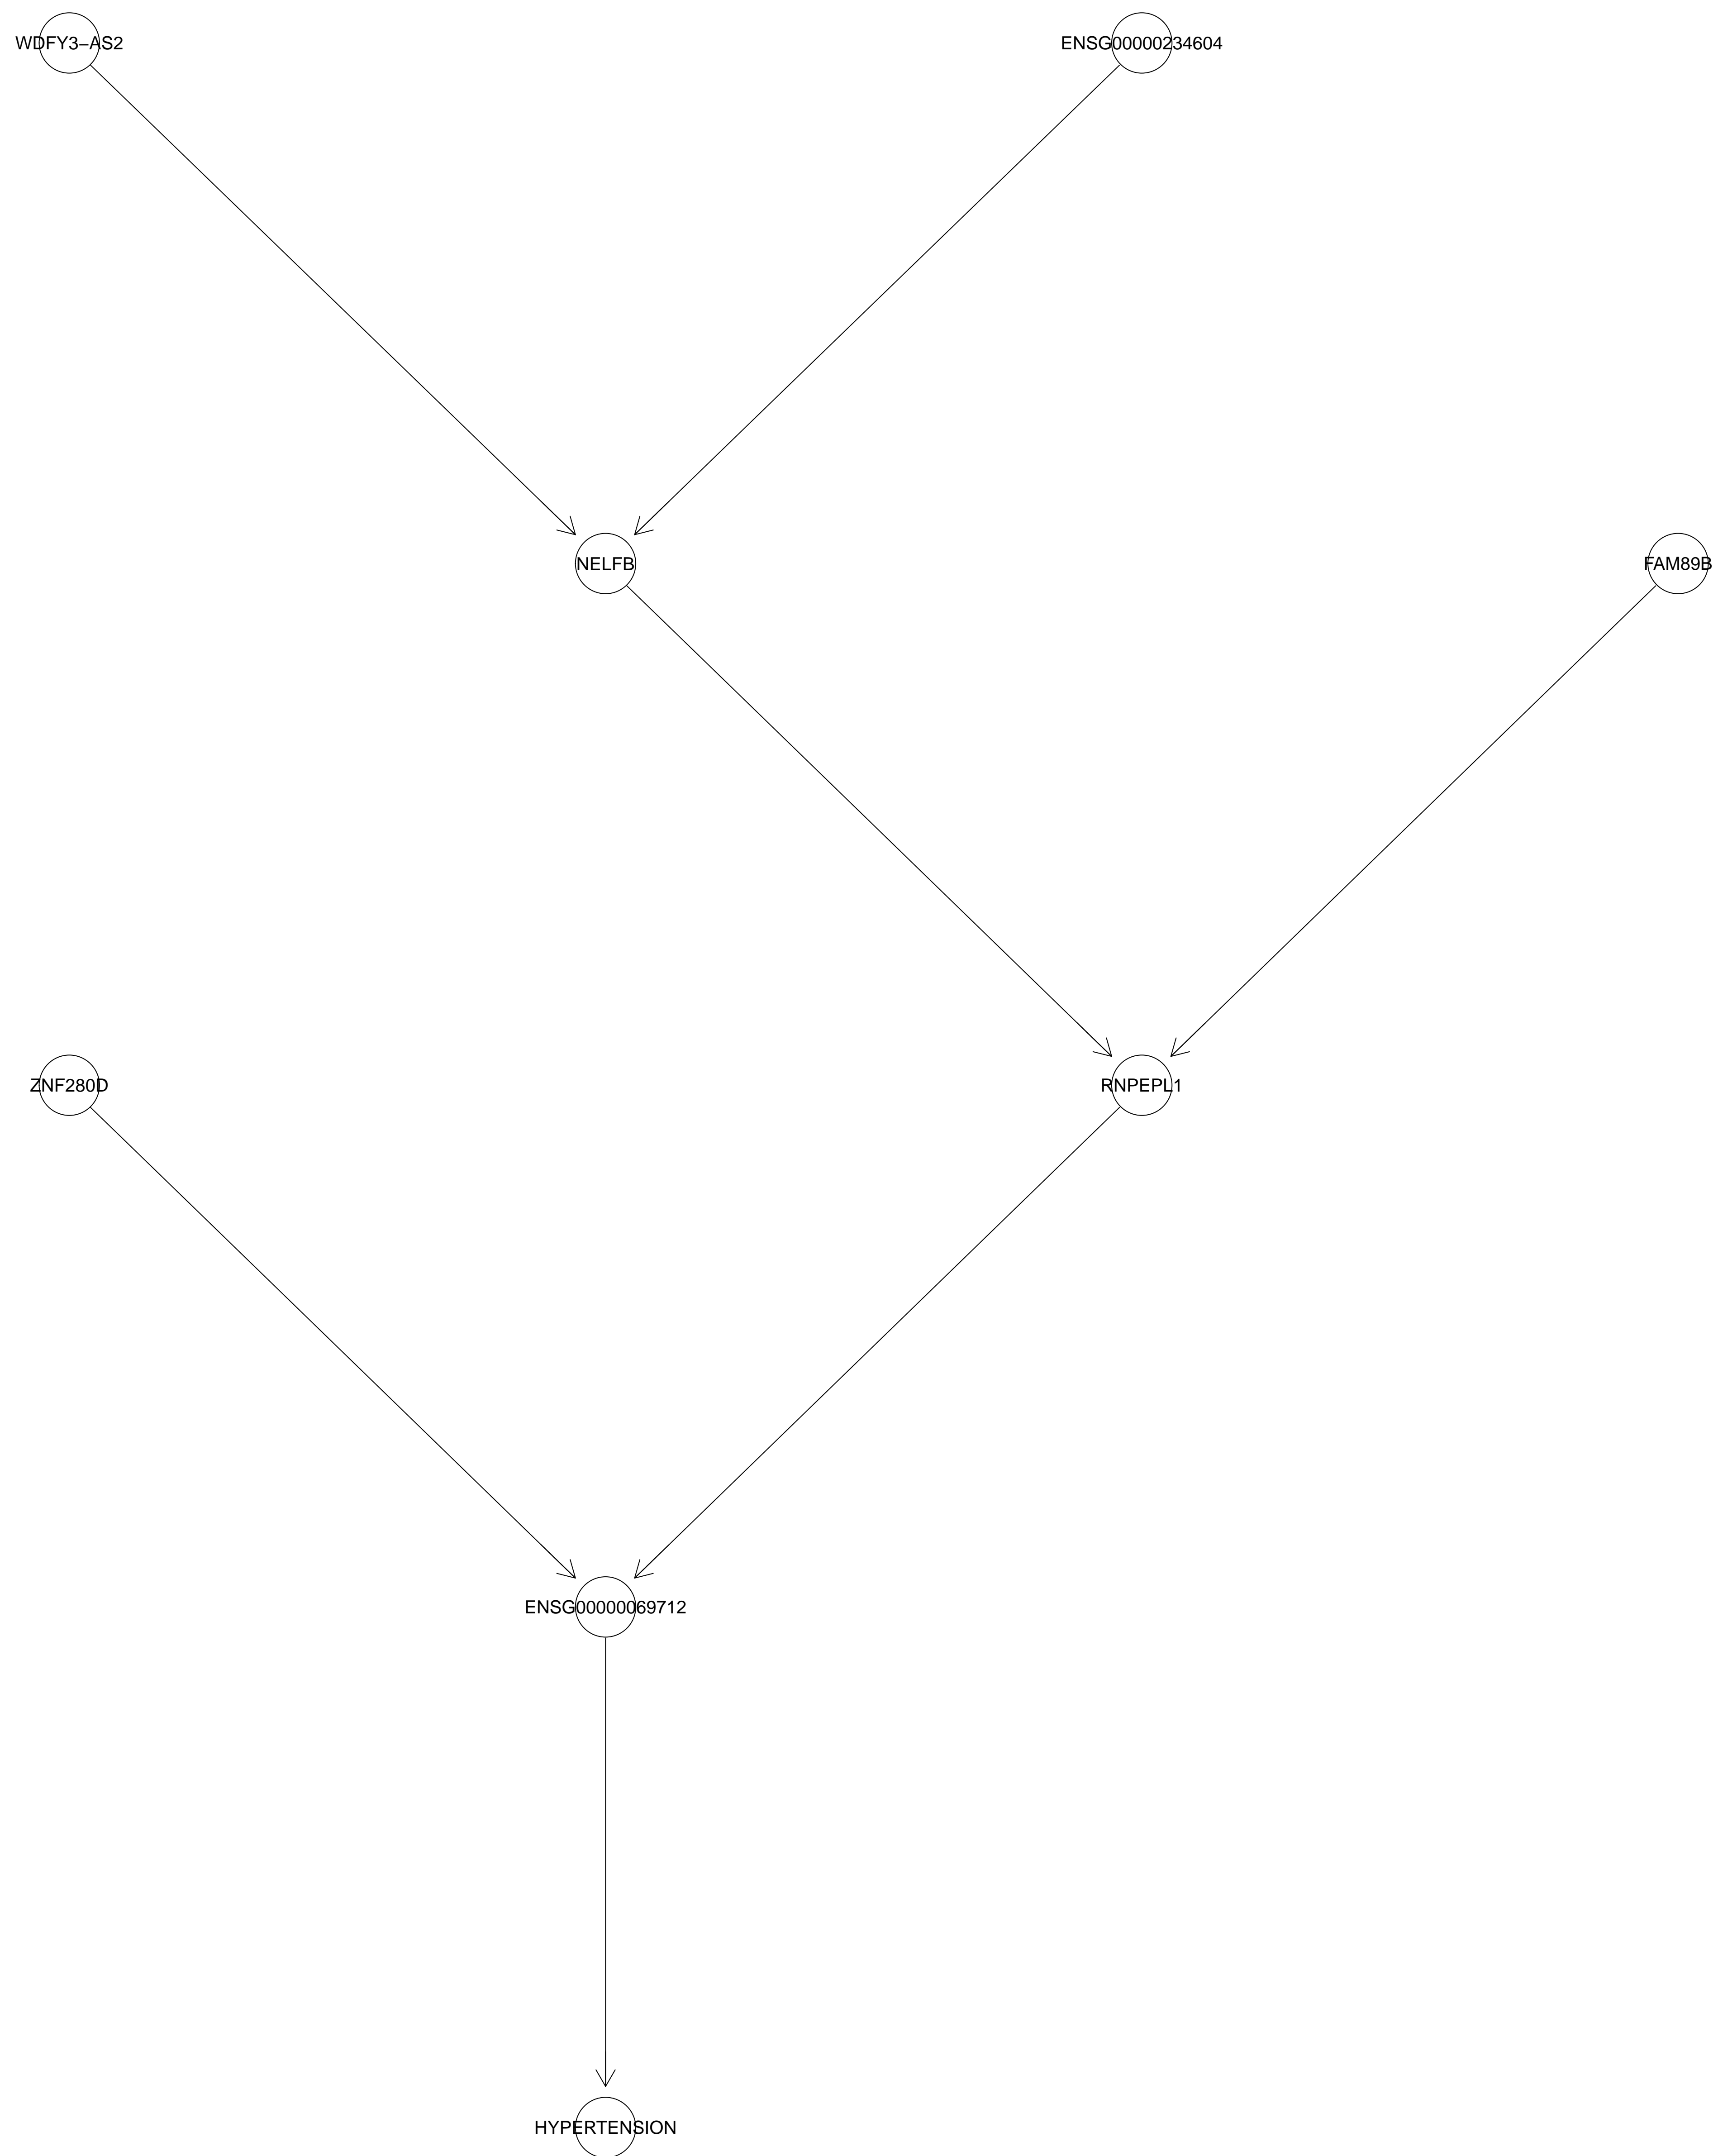 WDFY3−AS2
ENSG00000234604
NELFB
FAM89B
ZNF280D
RNPEPL1
ENSG00000069712
HYPERTENSION